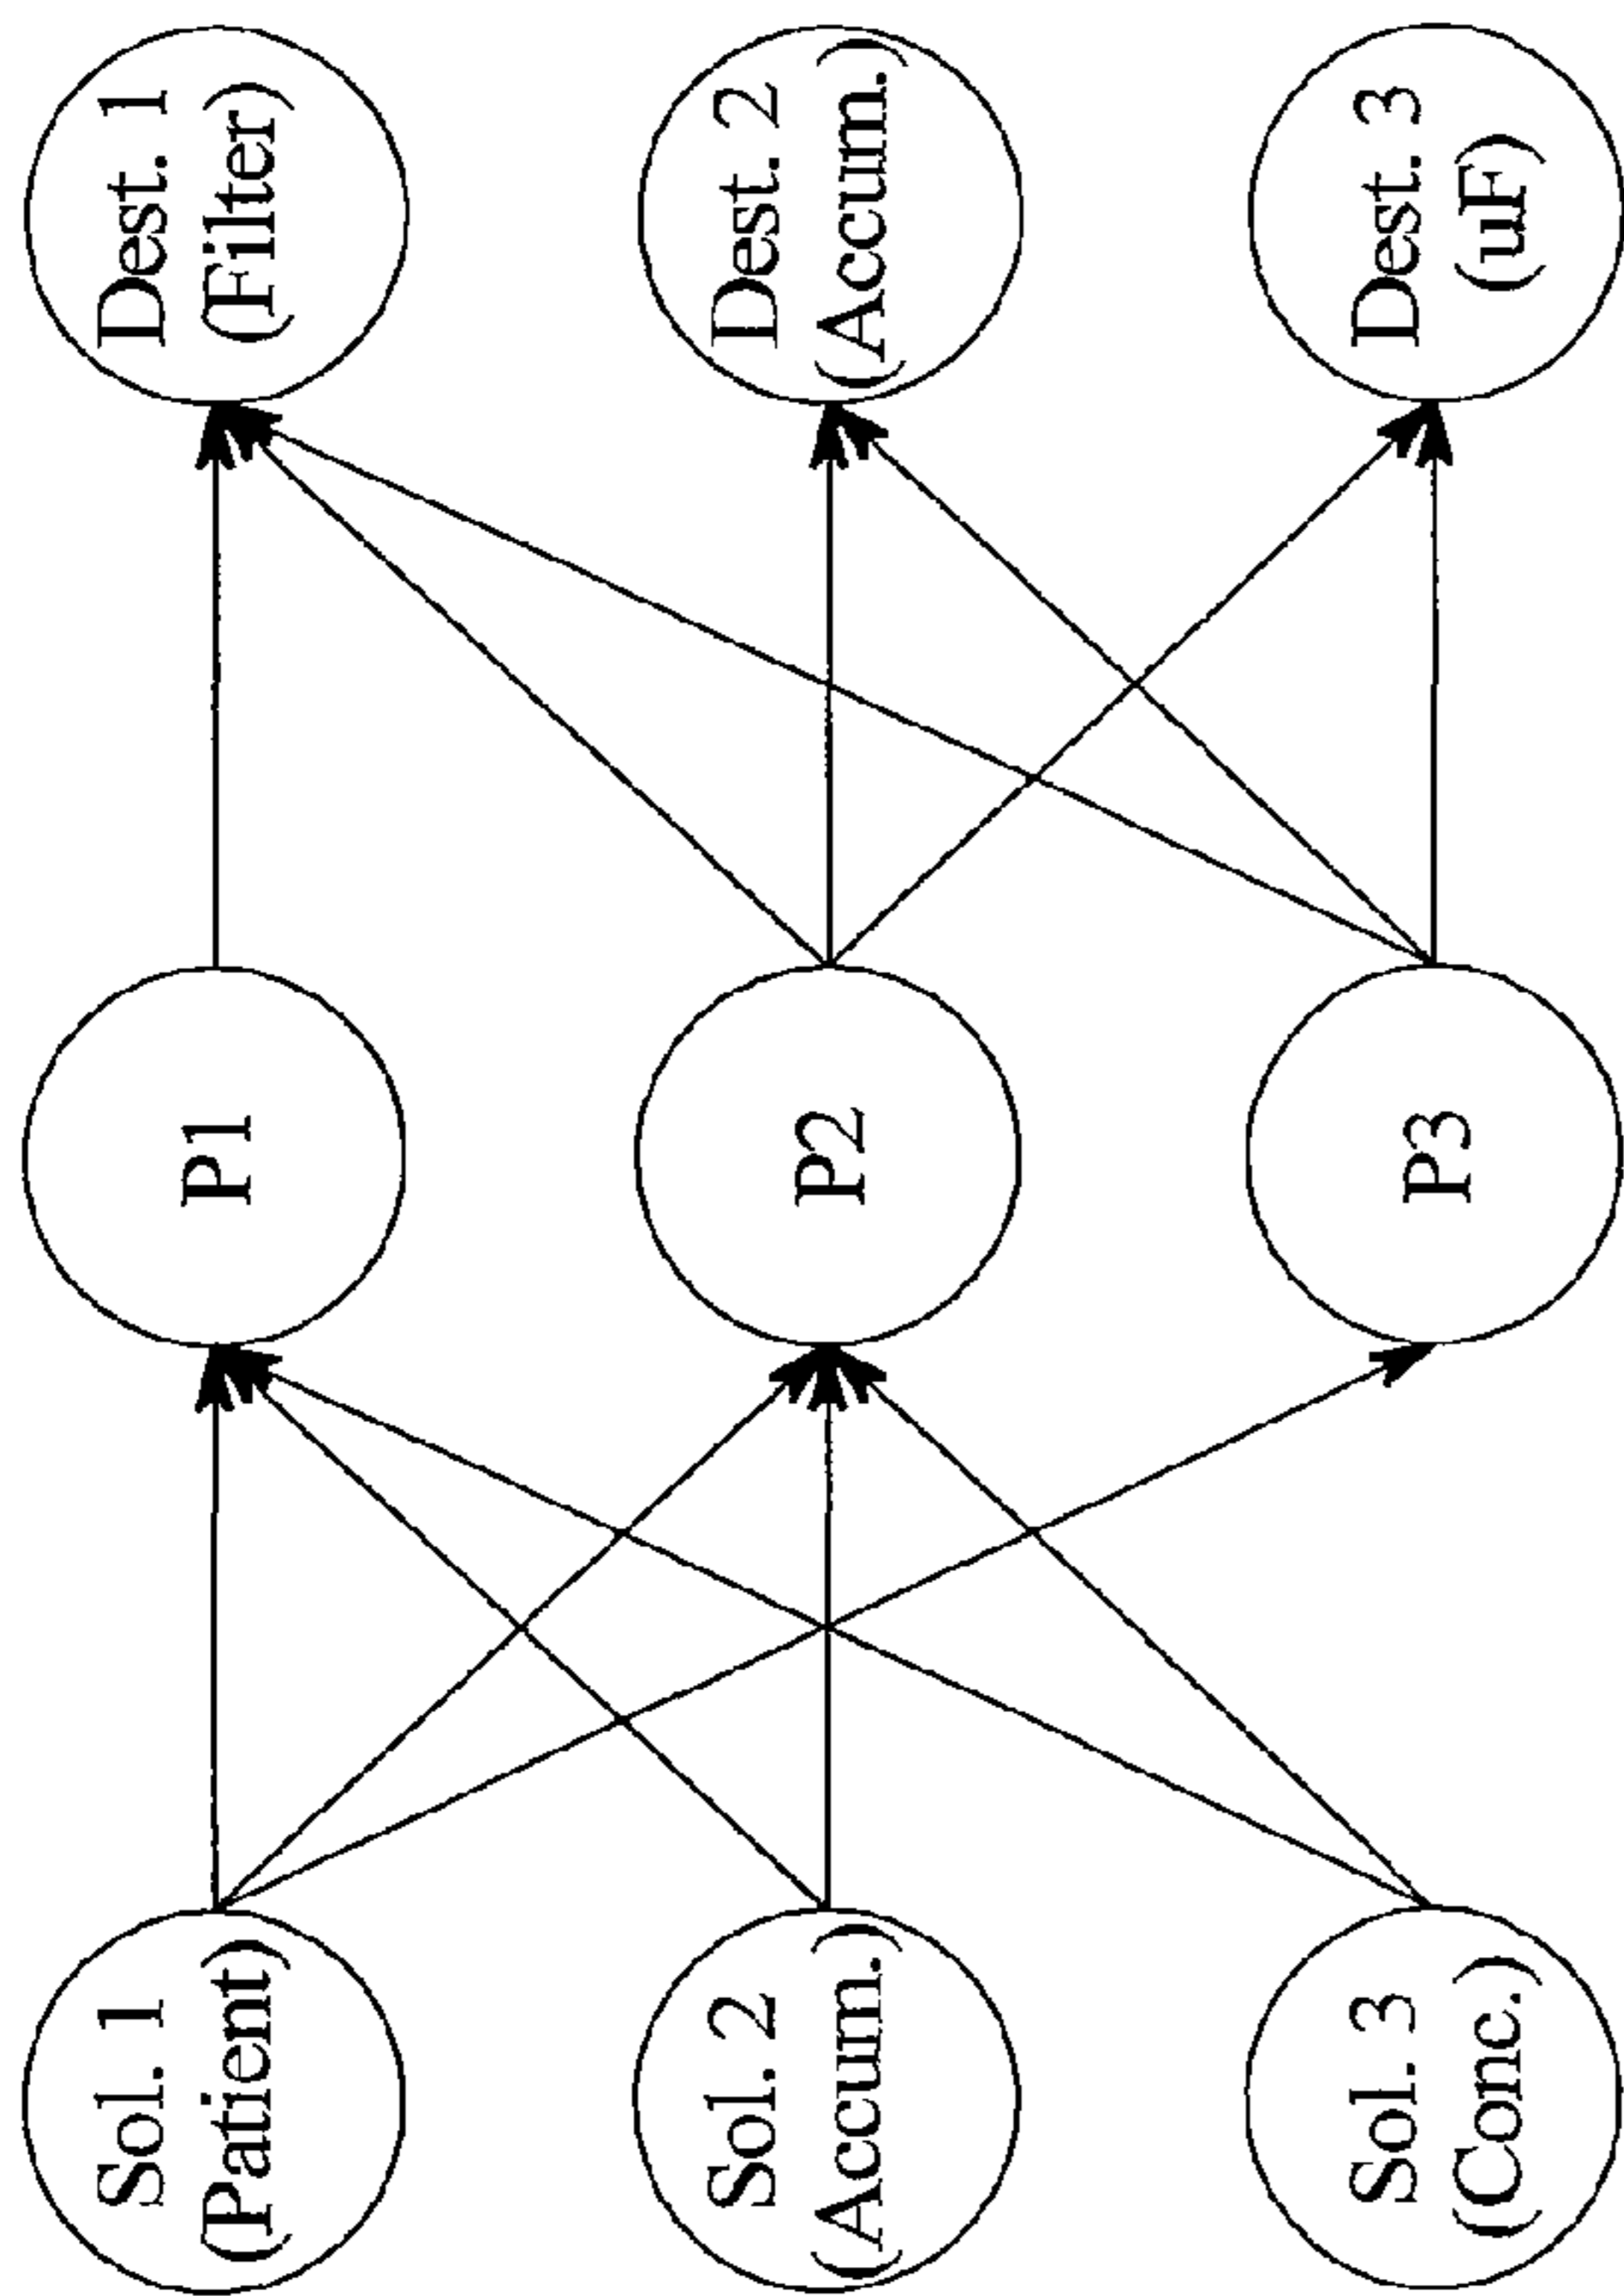 Sol. 1
(Patient)
P1
Dest. 1
(Filter)
Sol. 2
(Accum.)
P2
Dest. 2
(Accum.)
Sol. 3
(Conc.)
P3
Dest. 3
(uF)